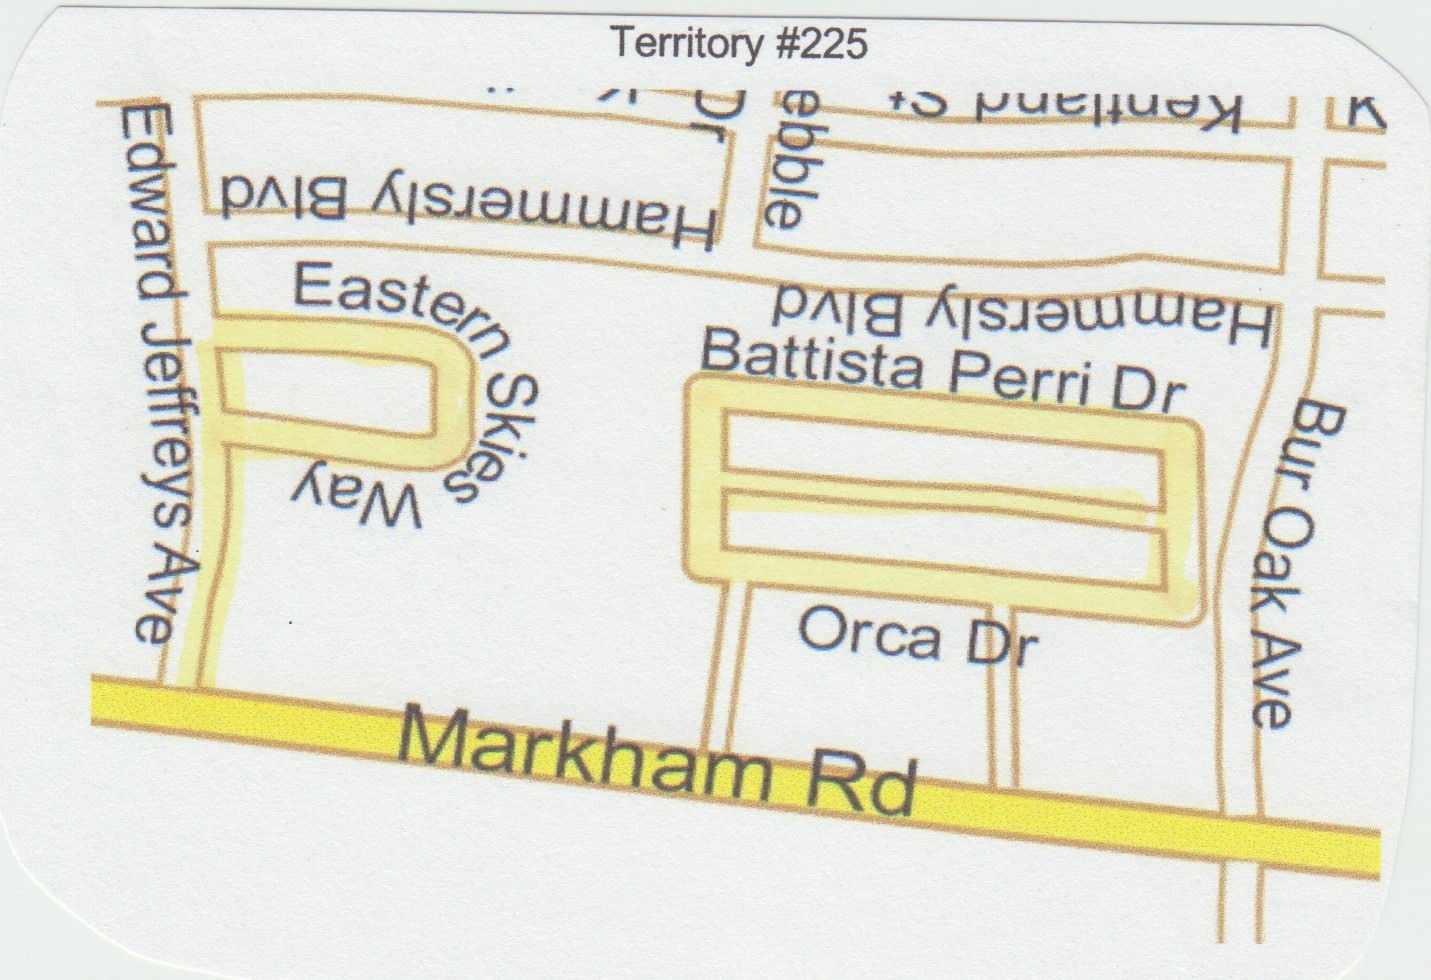 Territory #225
Kentland St
Dr
ebble
Edward Jeffreys Ave
Hammersly Blvd
Eastern Skies Way
Hammersly Blvd
Battista Perri Dr
Bur Oak Ave
Orca Dr
Markham Rd